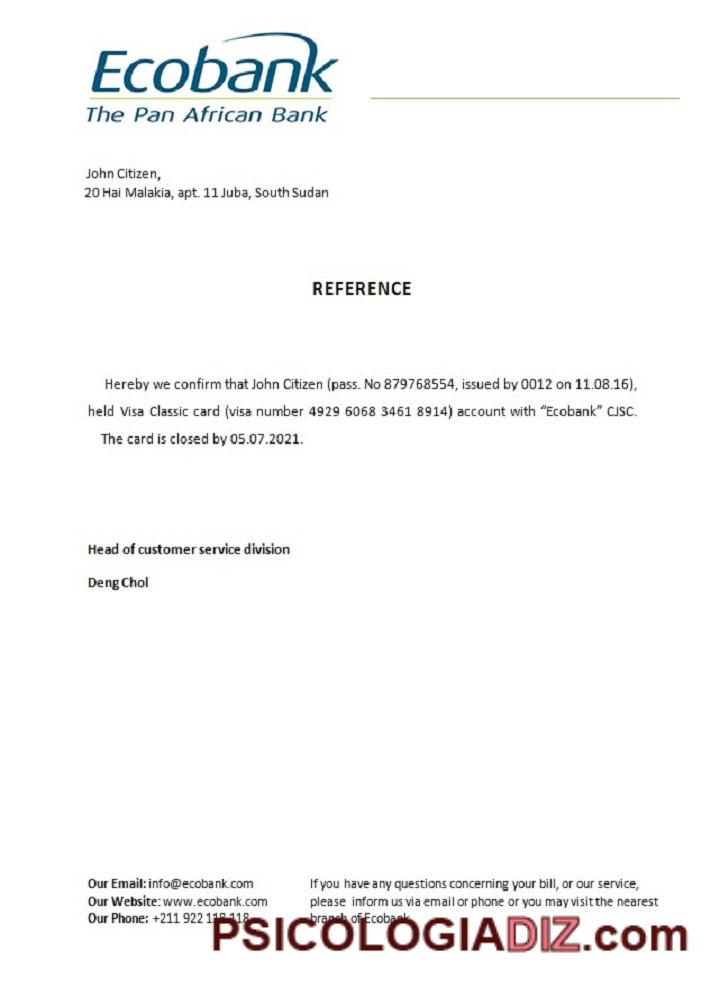 Ecobank
The Pan African Bank
John Citizen,
20 Hai Malakia, apt. 11 Juba, South Sudan
REFERENCE
Hereby we confirm that John Citizen (pass. No 879768554, issued by 0012 on 11.08.16),
held Visa Classic card (visa number 4929 6068 3461 8914) account with “Ecobank” CJSC.
The card is closed by 05.07.2021.
Head of customer service division
Deng Chol
Our Email: info@ecobank.com
Our Website: www.ecobank.com
Our Phone: +211 922 118 118
If you have any questions concerning your bill, or our service,
please inform us via email or phone or you may visit the nearest
branch of Ecobank.
PSICOLOGIADIZ.com